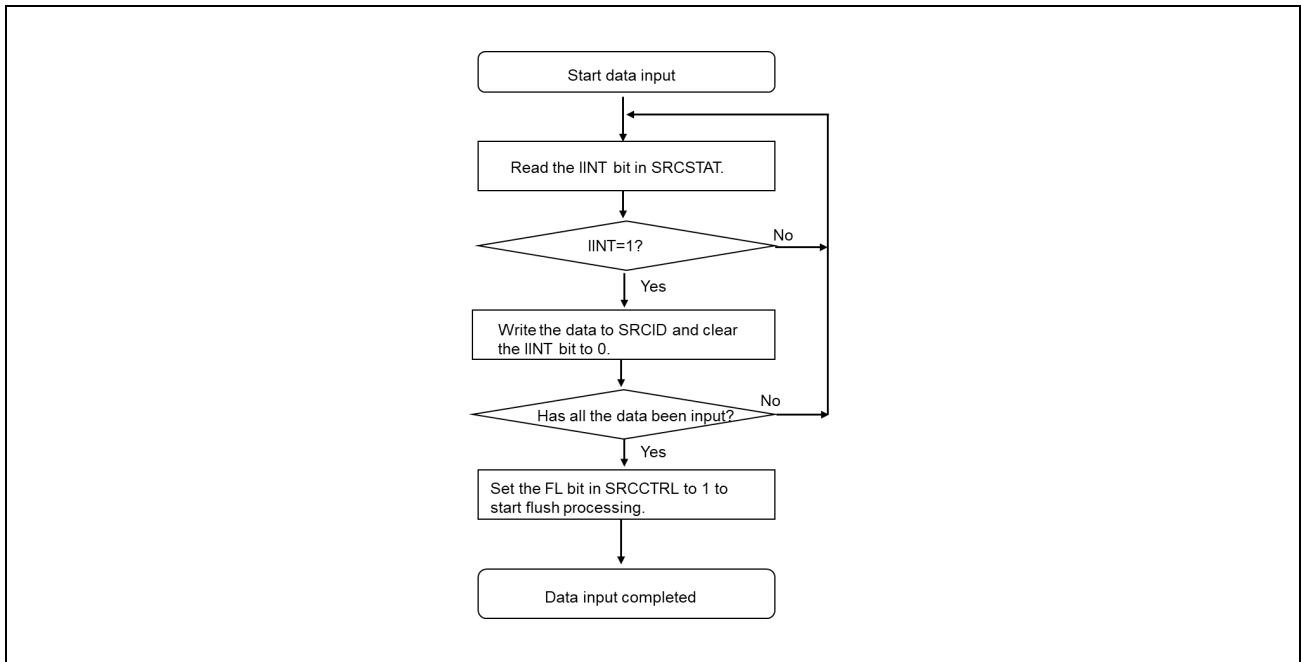 Start data input
Read the IINT bit in SRCSTAT.
IINT=1?
No
Yes
Write the data to SRCID and clear
the IINT bit to 0.
Has all the data been input?
No
Yes
Set the FL bit in SRCCTRL to 1 to
start flush processing.
Data input completed